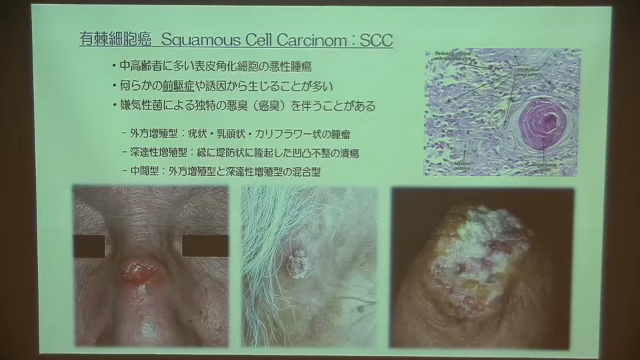 有棘細胞癌 Squamous Cell Carcinom : SCC
・中高齢者に多い表皮角化細胞の悪性腫瘍
・何らかの前駆症や誘因から生じることが多い
・嫌気性菌による独特の悪臭（癌臭）を伴うことがある
– 外方増殖型：疣状・乳頭状・カリフラワー状の腫瘤
– 深達性増殖型：縁に堤防状に隆起した凹凸不整の潰瘍
– 中間型：外方増殖型と深達性増殖型の混合型